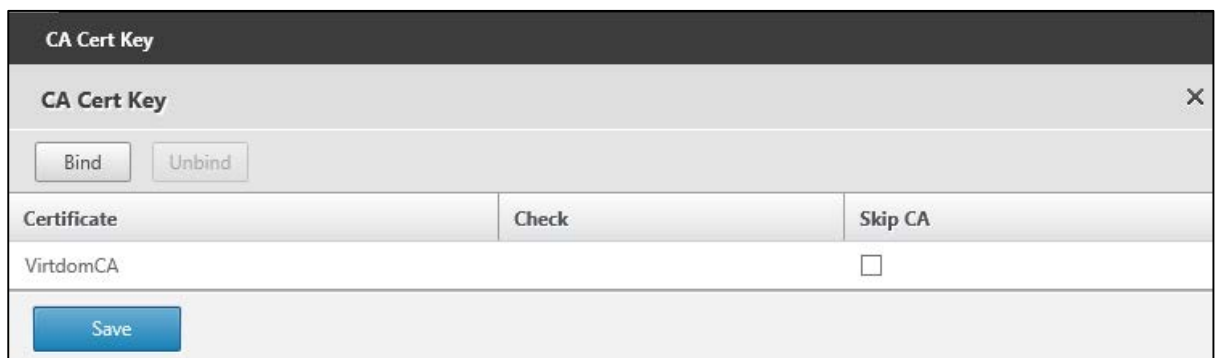 CA Cert Key
CA Cert Key
Bind Unbind
Certificate Check Skip CA
VirtdomCA
Save